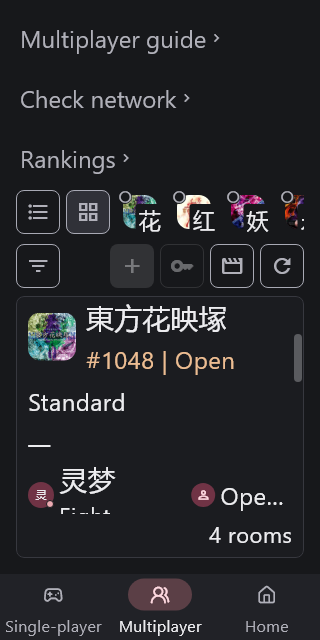 Multiplayer guide
Check network
Rankings
花 红 妖
東方花映塚
#1048 | Open
Standard
—
灵 灵梦 Ope...
4 rooms
Single-player Multiplayer Home